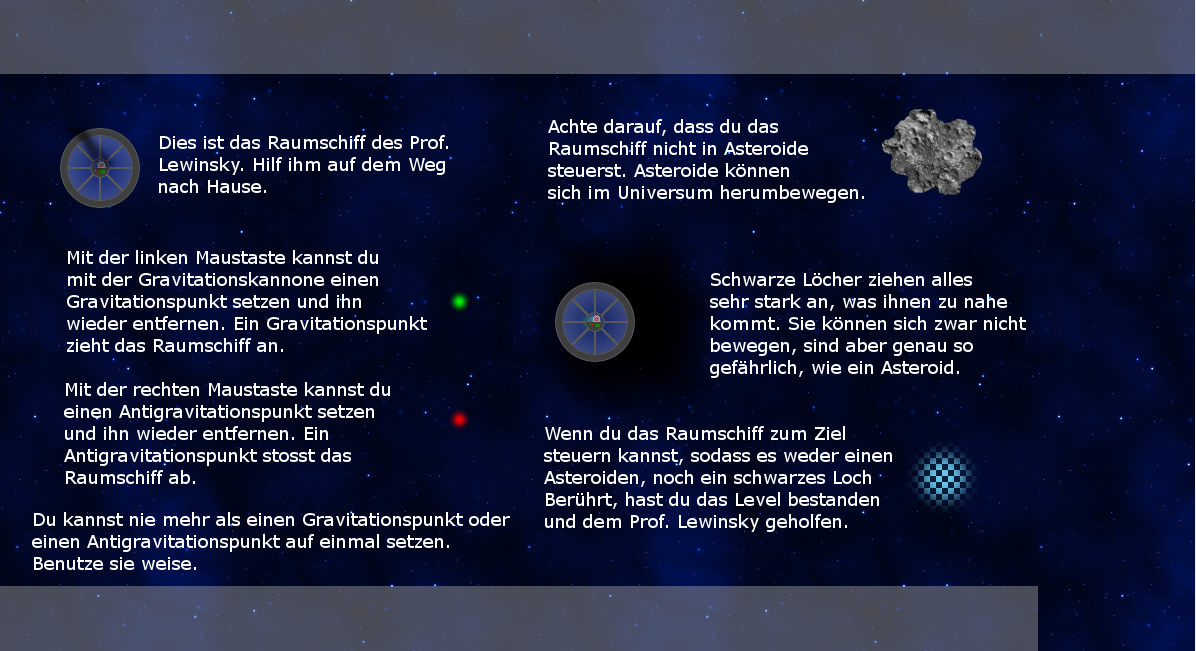 Dies ist das Raumschiff des Prof.
Lewinsky. Hilf ihm auf dem Weg
nach Hause.
Mit der linken Maustaste kannst du
mit der Gravitationskannone einen
Gravitationspunkt setzen und ihn
wieder entfernen. Ein Gravitationspunkt
zieht das Raumschiff an.
Mit der rechten Maustaste kannst du
einen Antigravitationspunkt setzen
und ihn wieder entfernen. Ein
Antigravitationspunkt stosst das
Raumschiff ab.
Du kannst nie mehr als einen Gravitationspunkt oder
einen Antigravitationspunkt auf einmal setzen.
Benutze sie weise.
Achte darauf, dass du das
Raumschiff nicht in Asteroide
steuerst. Asteroide können
sich im Universum herumbewegen.
Schwarze Löcher ziehen alles
sehr stark an, was ihnen zu nahe
kommt. Sie können sich zwar nicht
bewegen, sind aber genau so
gefährlich, wie ein Asteroid.
Wenn du das Raumschiff zum Ziel
steuern kannst, sodass es weder einen
Asteroiden, noch ein schwarzes Loch
Berührt, hast du das Level bestanden
und dem Prof. Lewinsky geholfen.